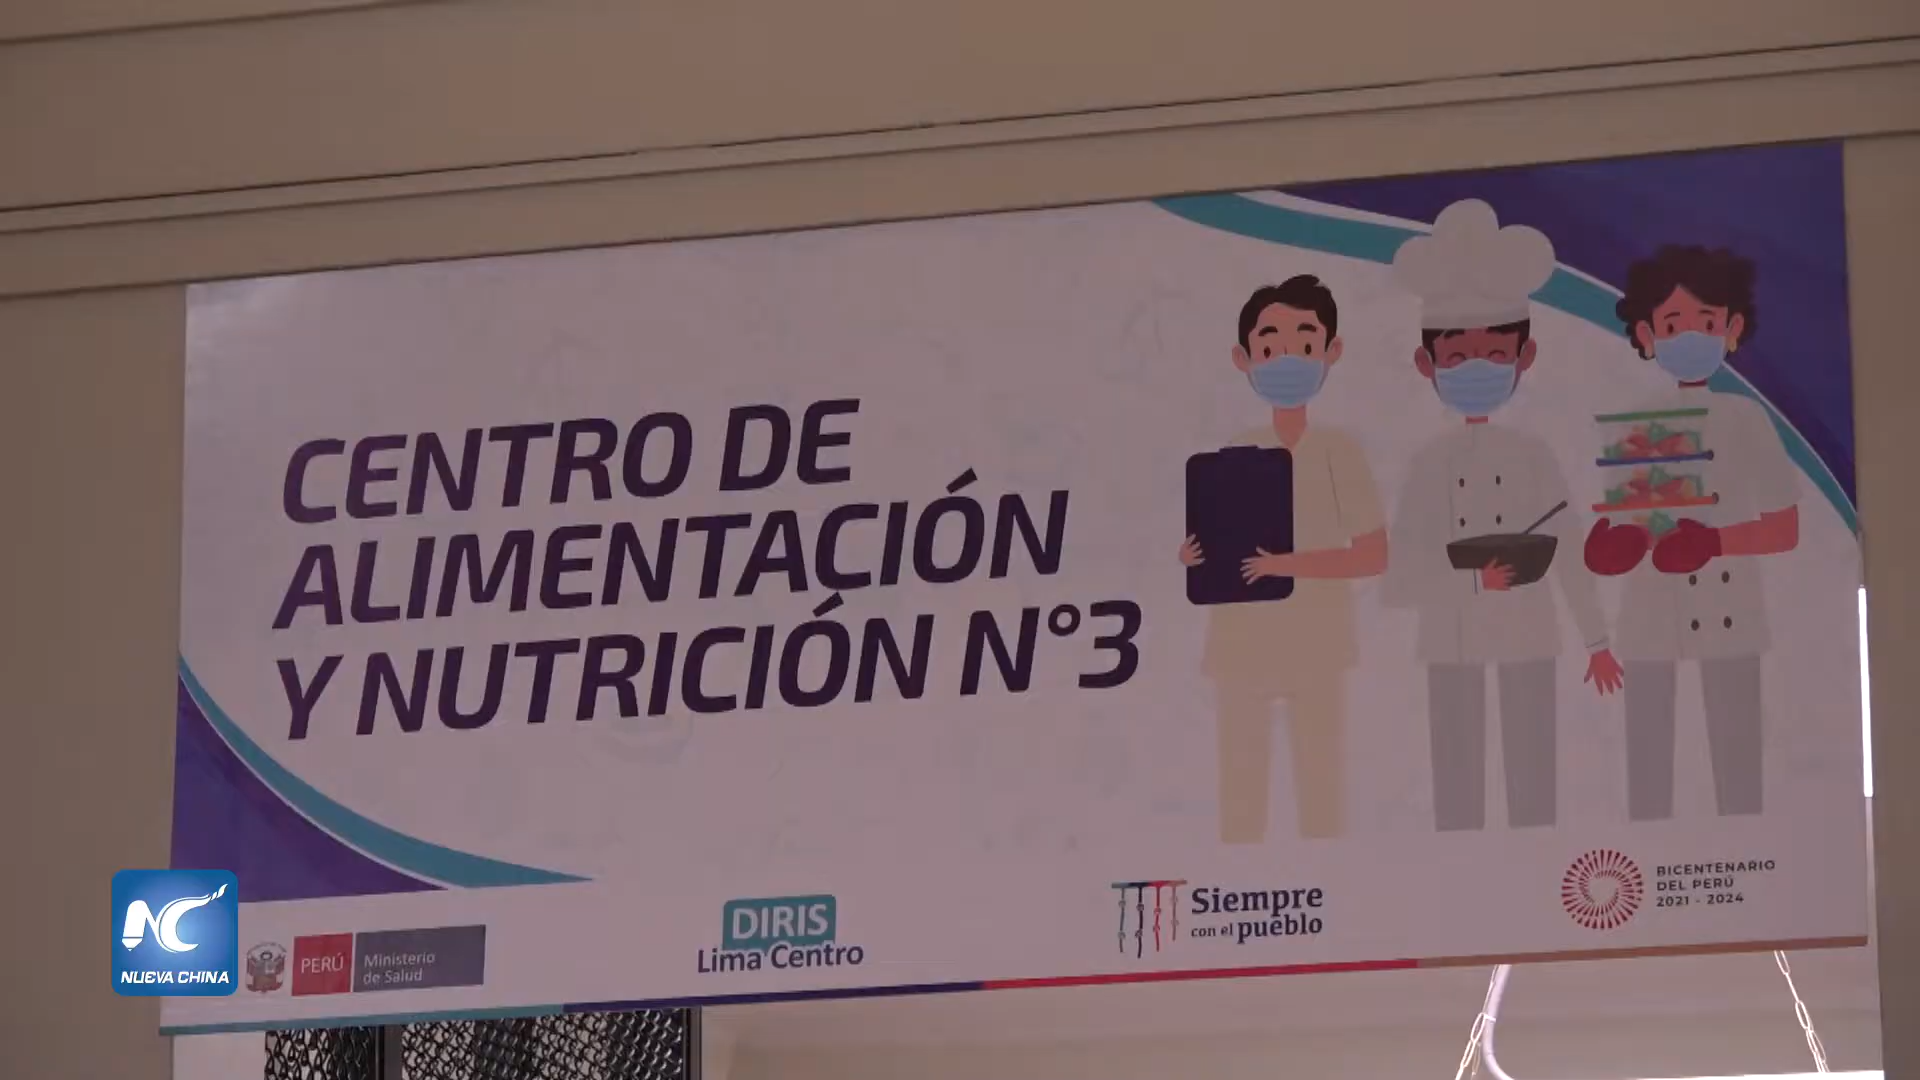 CENTRO DE
ALIMENTACIÓN
Y NUTRICIÓN N°3
NC
NUEVA CHINA
PERÚ
Ministerio
de Salud
DIRIS
Lima Centro
Siempre
con el pueblo
BICENTENARIO
DEL PERÚ
2021 - 2024